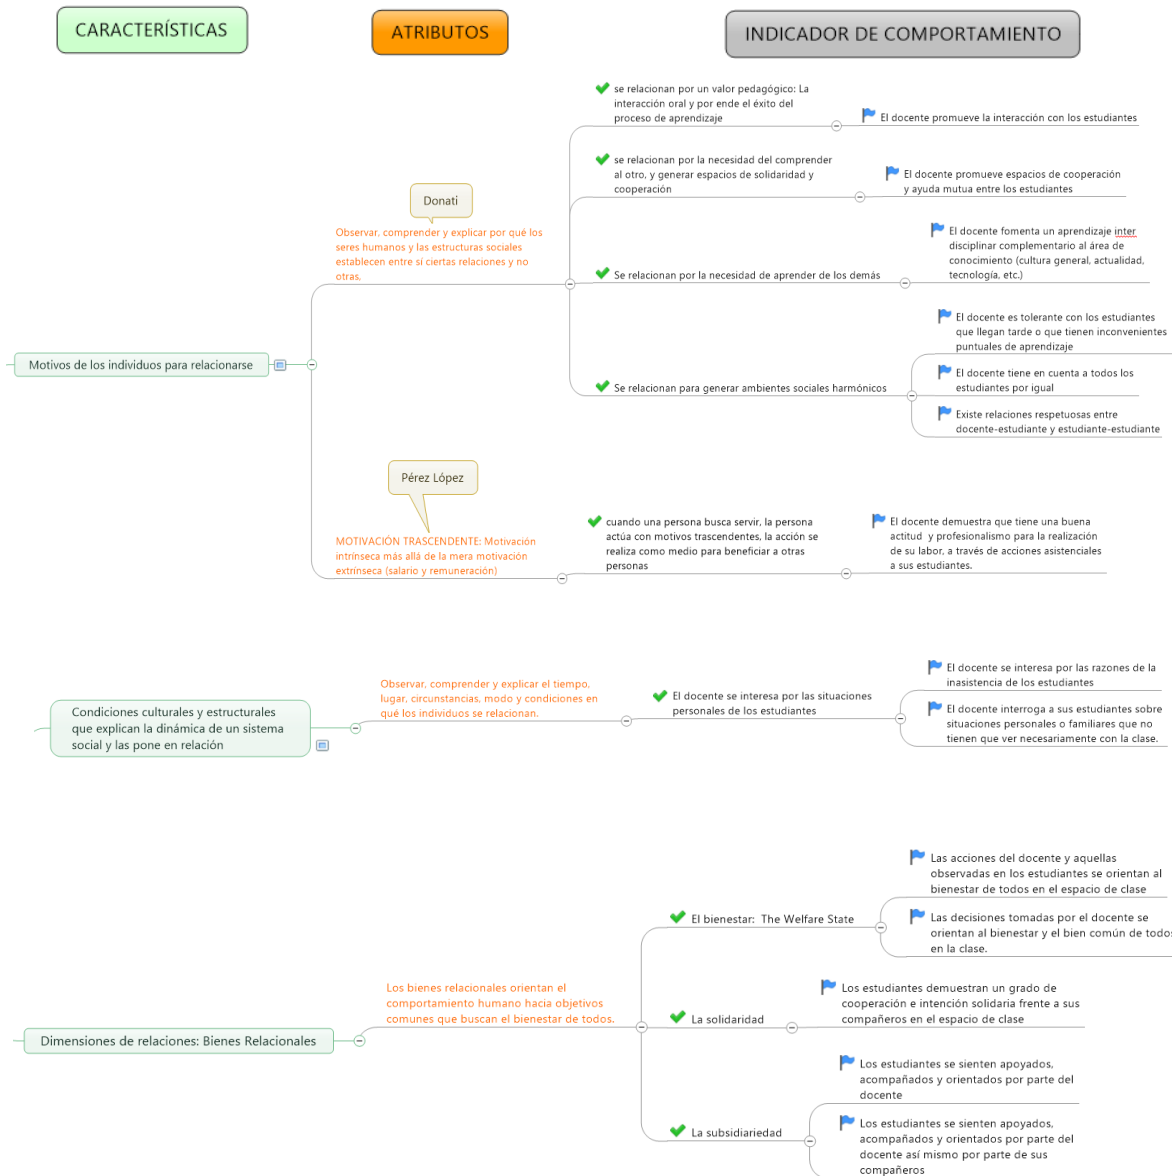 CARACTERÍSTICAS
ATRIBUTOS
INDICADOR DE COMPORTAMIENTO
Motivos de los individuos para relacionarse
Donati
Observar, comprender y explicar por qué los
seres humanos y las estructuras sociales
establecen entre sí ciertas relaciones y no
otras,
se relacionan por un valor pedagógico: La
interacción oral y por ende el éxito del
proceso de aprendizaje
El docente promueve la interacción con los estudiantes
se relacionan por la necesidad del comprender
al otro, y generar espacios de solidaridad y
cooperación
El docente promueve espacios de cooperación
y ayuda mutua entre los estudiantes
Se relacionan por la necesidad de aprender de los demás
El docente fomenta un aprendizaje inter
disciplinar complementario al área de
conocimiento (cultura general, actualidad,
tecnología, etc.)
Se relacionan para generar ambientes sociales harmónicos
El docente es tolerante con los estudiantes
que llegan tarde o que tienen inconvenientes
puntuales de aprendizaje
El docente tiene en cuenta a todos los
estudiantes por igual
Existe relaciones respetuosas entre
docente-estudiante y estudiante-estudiante
Pérez López
MOTIVACIÓN TRASCENDENTE: Motivación
intrínseca más allá de la mera motivación
extrínseca (salario y remuneración)
cuando una persona busca servir, la persona
actúa con motivos trascendentes, la acción se
realiza como medio para beneficiar a otras
personas
El docente demuestra que tiene una buena
actitud y profesionalismo para la realización
de su labor, a través de acciones asistenciales
a sus estudiantes.
Condiciones culturales y estructurales
que explican la dinámica de un sistema
social y las pone en relación
Observar, comprender y explicar el tiempo,
lugar, circunstancias, modo y condiciones en
qué los individuos se relacionan.
El docente se interesa por las situaciones
personales de los estudiantes
El docente se interesa por las razones de la
inasistencia de los estudiantes
El docente interroga a sus estudiantes sobre
situaciones personales o familiares que no
tienen que ver necesariamente con la clase.
Dimensiones de relaciones: Bienes Relacionales
Los bienes relacionales orientan el
comportamiento humano hacia objetivos
comunes que buscan el bienestar de todos.
El bienestar: The Welfare State
Las acciones del docente y aquellas
observadas en los estudiantes se orientan al
bienestar de todos en el espacio de clase
Las decisiones tomadas por el docente se
orientan al bienestar y el bien común de todos
en la clase.
La solidaridad
Los estudiantes demuestran un grado de
cooperación e intención solidaria frente a sus
compañeros en el espacio de clase
La subsidiariedad
Los estudiantes se sienten apoyados,
acompañados y orientados por parte del
docente
Los estudiantes se sienten apoyados,
acompañados y orientados por parte del
docente así mismo por parte de sus
compañeros